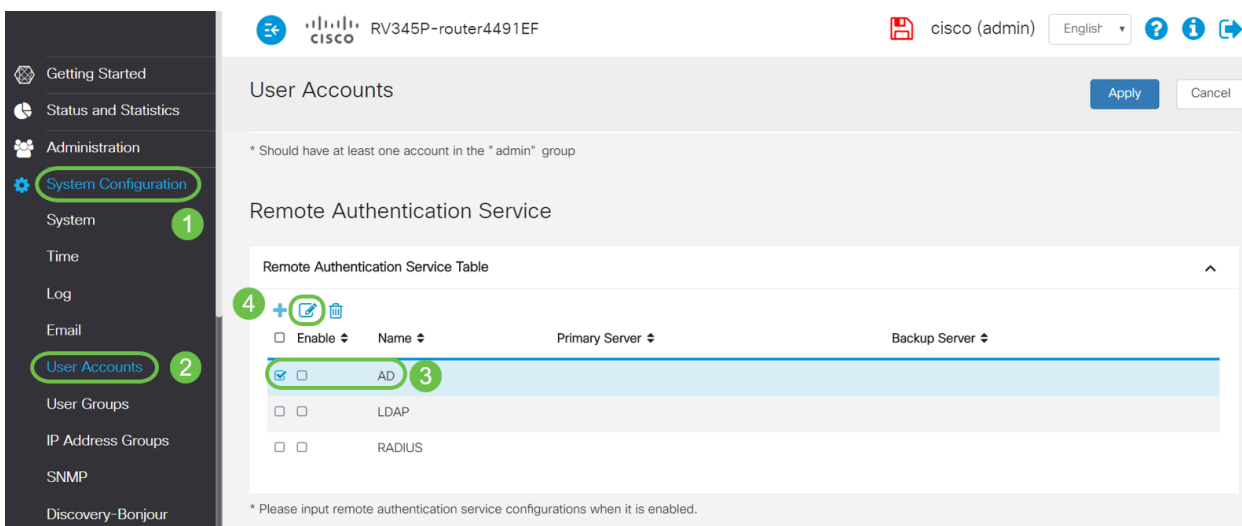 CISCO
RV345P-router4491EF
cisco (admin)
English
Getting Started
Status and Statistics
Administration
System Configuration
1
System
Time
Log
Email
User Accounts
2
User Groups
IP Address Groups
SNMP
Discovery-Bonjour
User Accounts
Apply
Cancel
* Should have at least one account in the "admin" group
Remote Authentication Service
Remote Authentication Service Table
4
Enable Name Primary Server Backup Server
AD
3
LDAP
RADIUS
* Please input remote authentication service configurations when it is enabled.